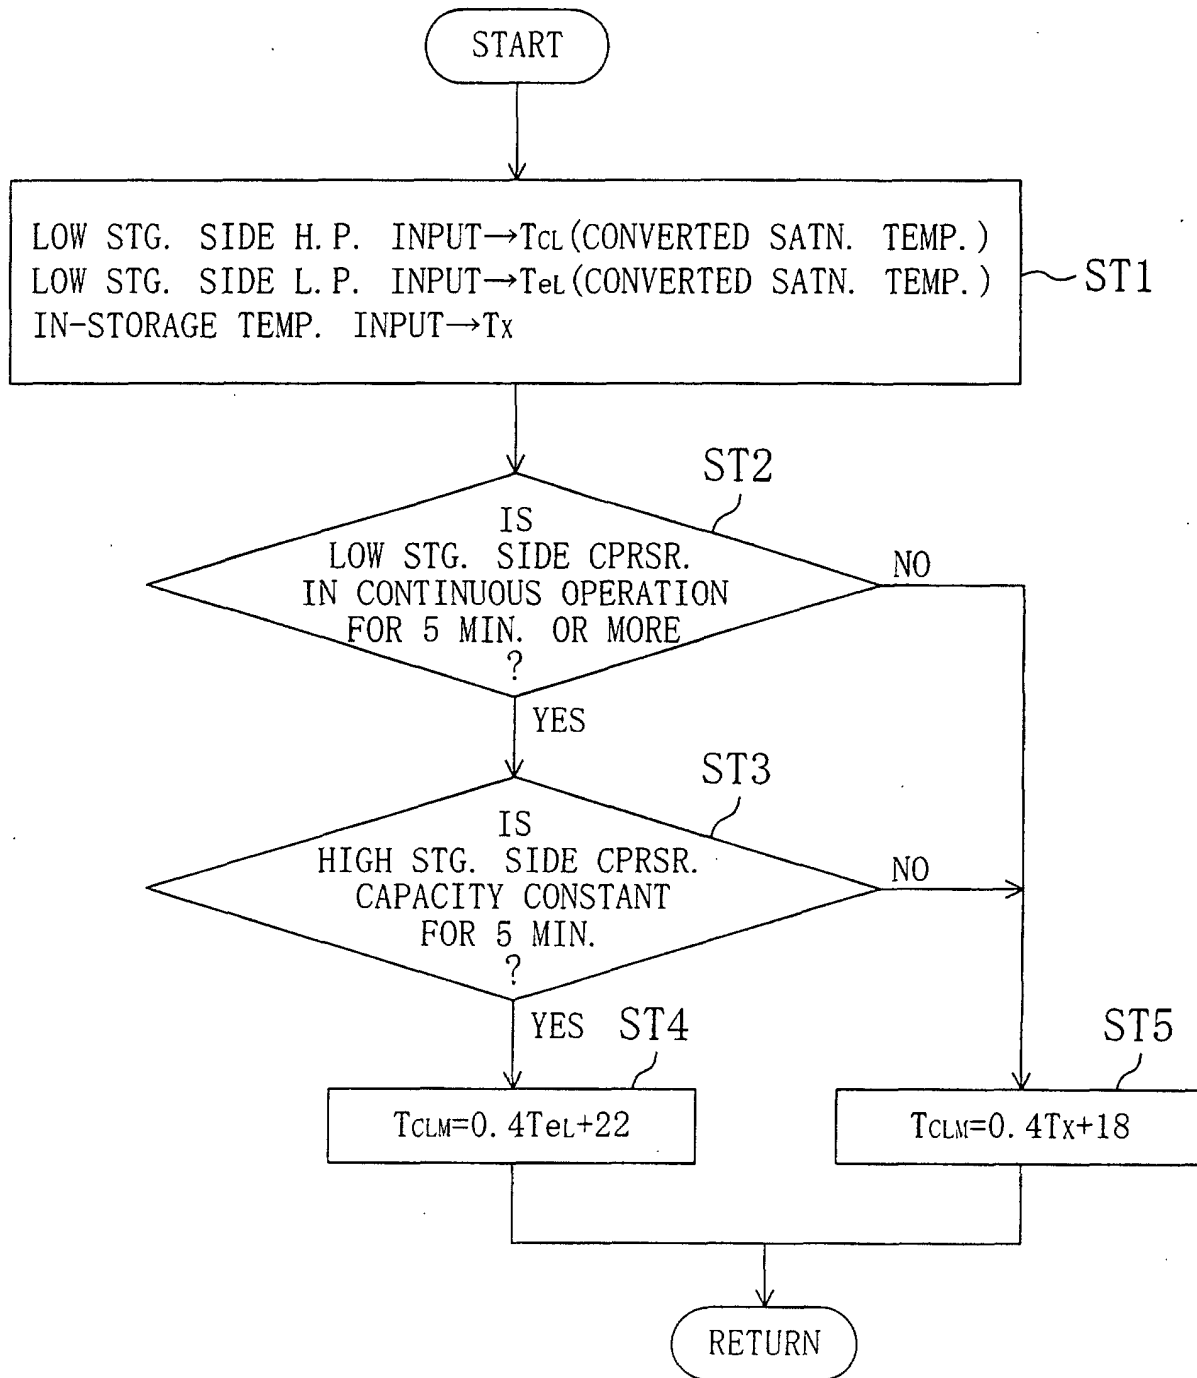 START
LOW STG. SIDE H.P. INPUT→TCL(CONVERTED SATN. TEMP.)
LOW STG. SIDE L.P. INPUT→TeL(CONVERTED SATN. TEMP.)
IN-STORAGE TEMP. INPUT→Tx
ST1
ST2
IS
LOW STG. SIDE CPRSR.
IN CONTINUOUS OPERATION
FOR 5 MIN. OR MORE
?
NO
YES
ST3
IS
HIGH STG. SIDE CPRSR.
CAPACITY CONSTANT
FOR 5 MIN.
?
NO
YES
ST4
TCLM=0.4TeL+22
ST5
TCLM=0.4Tx+18
RETURN